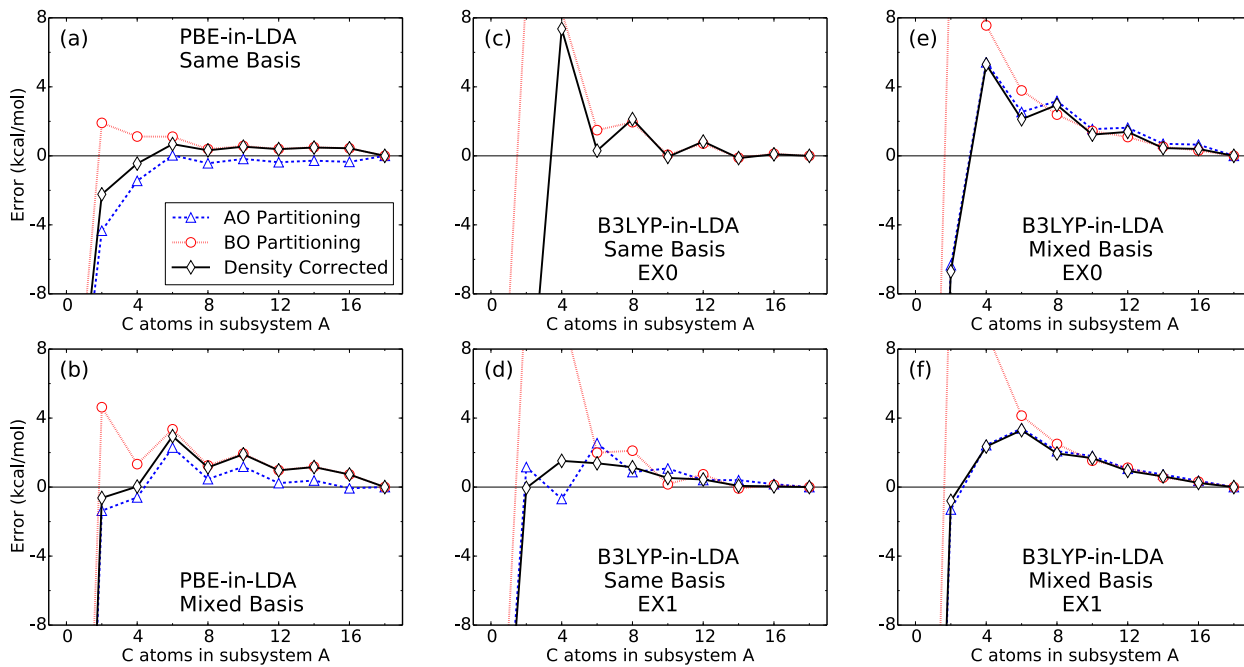 (a)
PBE-in-LDA
Same Basis
8
4
0
-4
-8
Error (kcal/mol)
AO Partitioning
BO Partitioning
Density Corrected
0 4 8 12 16
C atoms in subsystem A
(c)
8
4
0
-4
-8
B3LYP-in-LDA
Same Basis
EX0
0 4 8 12 16
C atoms in subsystem A
(e)
8
4
0
-4
-8
B3LYP-in-LDA
Mixed Basis
EX0
0 4 8 12 16
C atoms in subsystem A
(b)
8
4
0
-4
-8
Error (kcal/mol)
PBE-in-LDA
Mixed Basis
0 4 8 12 16
C atoms in subsystem A
(d)
8
4
0
-4
-8
B3LYP-in-LDA
Same Basis
EX1
0 4 8 12 16
C atoms in subsystem A
(f)
8
4
0
-4
-8
B3LYP-in-LDA
Mixed Basis
EX1
0 4 8 12 16
C atoms in subsystem A